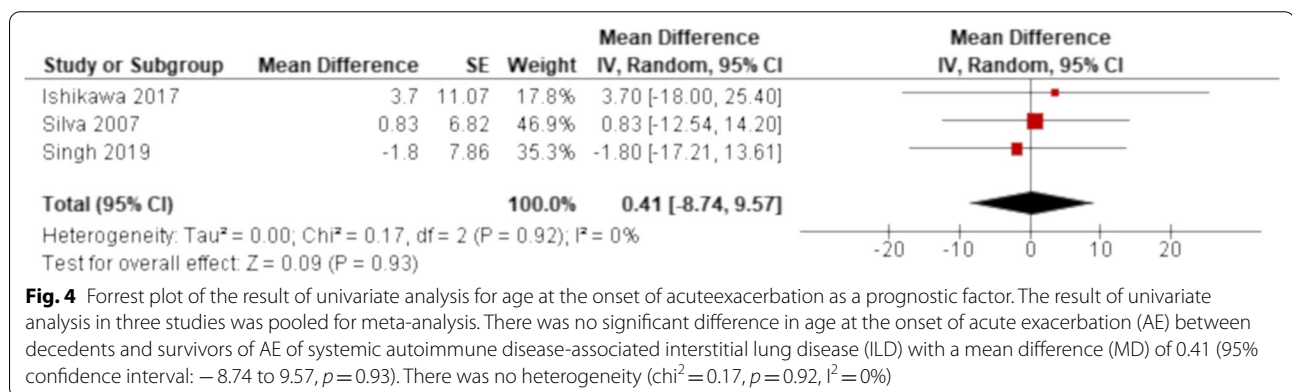 Mean Difference Mean Difference
Study or Subgroup Mean Difference SE Weight IV, Random, 95% CI IV, Random, 95% CI
Ishikawa 2017 3.7 11.07 17.8% 3.70 [-18.00, 25.40]
Silva 2007 0.83 6.82 46.9% 0.83 [-12.54, 14.20]
Singh 2019 -1.8 7.86 35.3% -1.80 [-17.21, 13.61]
Total (95% CI) 100.0% 0.41 [-8.74, 9.57]
Heterogeneity: Tau² = 0.00; Chi² = 0.17, df = 2 (P = 0.92); I² = 0%
Test for overall effect: Z = 0.09 (P = 0.93)
-20 -10 0 10 20
Fig. 4 Forrest plot of the result of univariate analysis for age at the onset of acuteexacerbation as a prognostic factor. The result of univariate
analysis in three studies was pooled for meta-analysis. There was no significant difference in age at the onset of acute exacerbation (AE) between
decedents and survivors of AE of systemic autoimmune disease-associated interstitial lung disease (ILD) with a mean difference (MD) of 0.41 (95%
confidence interval: − 8.74 to 9.57, p = 0.93). There was no heterogeneity (chi² = 0.17, p = 0.92, I² = 0%)